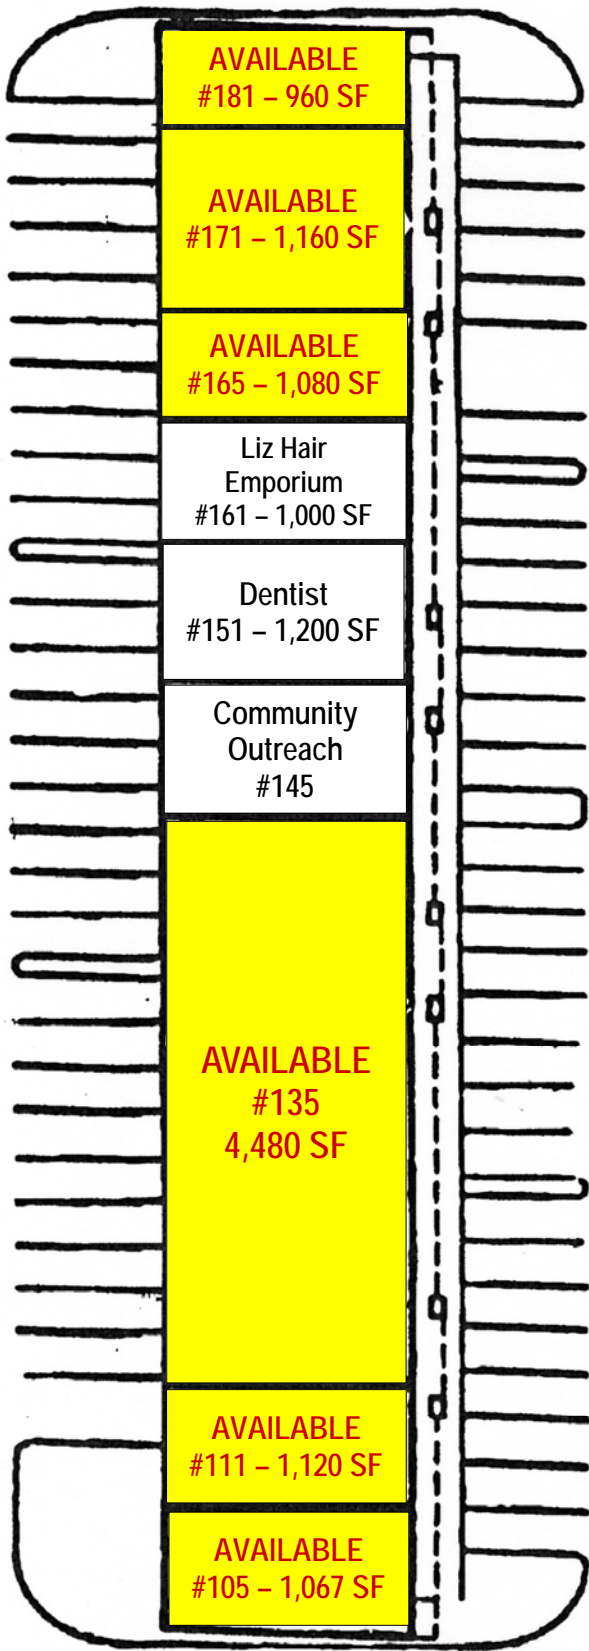 AVAILABLE
#181 – 960 SF
AVAILABLE
#171 – 1,160 SF
AVAILABLE
#165 – 1,080 SF
Liz Hair
Emporium
#161 – 1,000 SF
Dentist
#151 – 1,200 SF
Community
Outreach
#145
AVAILABLE
#135
4,480 SF
AVAILABLE
#111 – 1,120 SF
AVAILABLE
#105 – 1,067 SF